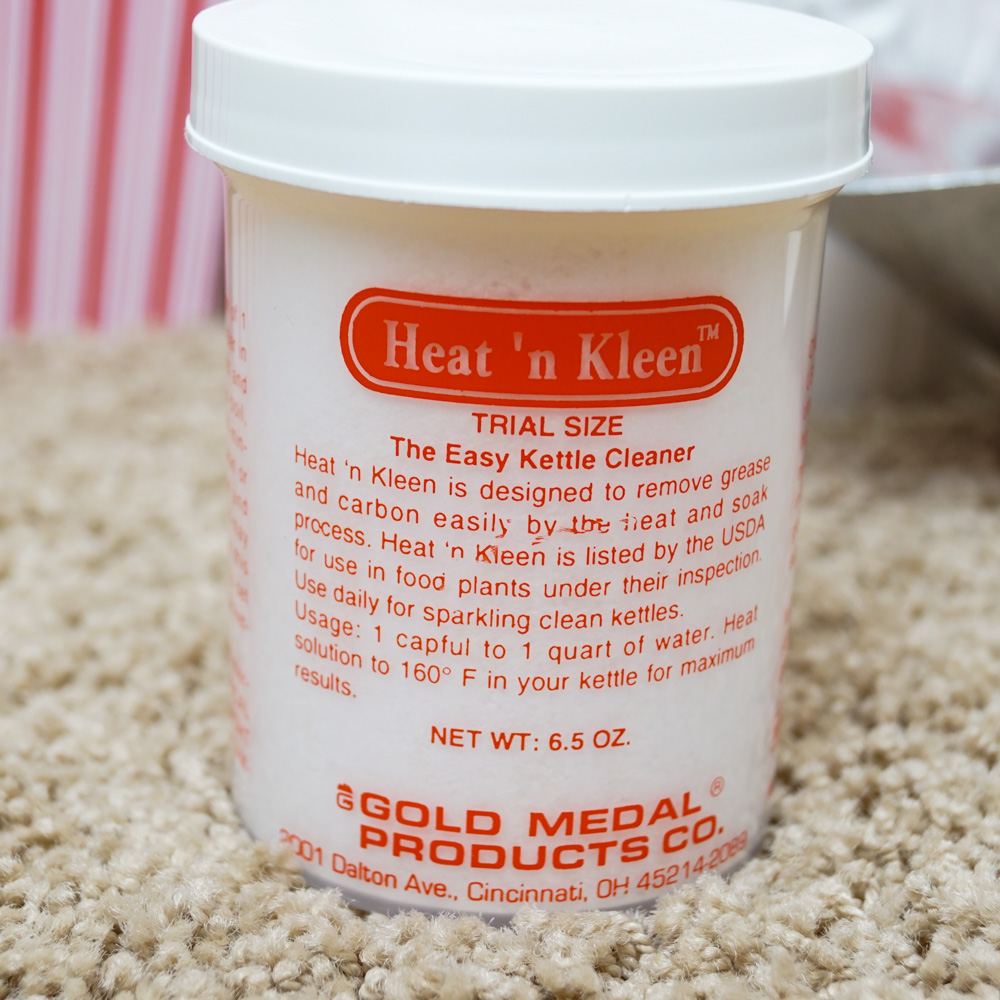 Heat 'n Kleen™
TRIAL SIZE
The Easy Kettle Cleaner
Heat 'n Kleen is designed to remove grease
and carbon easily by the heat and soak
process. Heat 'n Kleen is listed by the USDA
for use in food plants under their inspection.
Use daily for sparkling clean kettles.
Usage: 1 capful to 1 quart of water. Heat
solution to 160° F in your kettle for maximum
results.
NET WT: 6.5 OZ.
GOLD MEDAL®
PRODUCTS CO.
2001 Dalton Ave., Cincinnati, OH 45214-2089